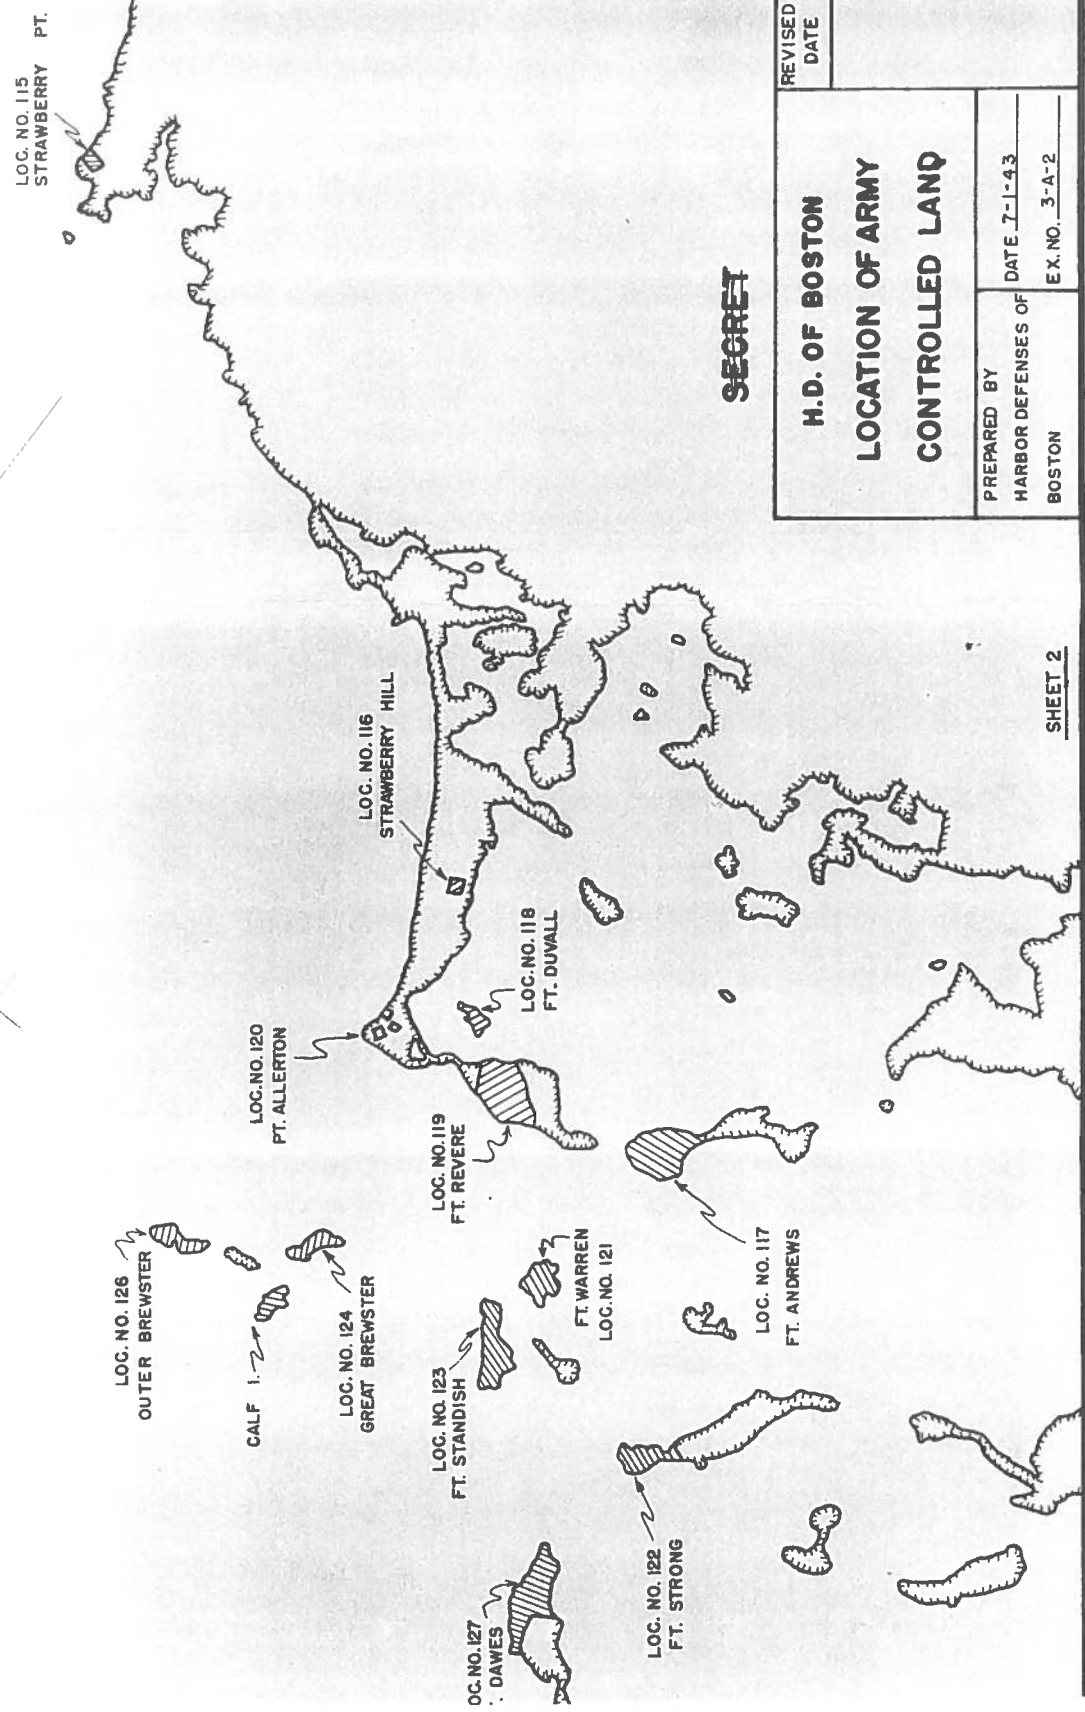 LOC. NO. 115
STRAWBERRY PT.
LOC. NO. 116
STRAWBERRY HILL
LOC. NO. 118
FT. DUVALL
LOC. NO. 120
PT. ALLERTON
LOC. NO. 119
FT. REVERE
LOC. NO. 126
OUTER BREWSTER
CALF I.
LOC. NO. 124
GREAT BREWSTER
LOC. NO. 123
FT. STANDISH
FT. WARREN
LOC. NO. 121
LOC. NO. 117
FT. ANDREWS
LOC. NO. 122
FT. STRONG
OC. NO. 127
. DAWES
SECRET
REVISED
DATE
H.D. OF BOSTON
LOCATION OF ARMY
CONTROLLED LAND
PREPARED BY
HARBOR DEFENSES OF
BOSTON
DATE 7-1-43
EX. NO. 3-A-2
SHEET 2